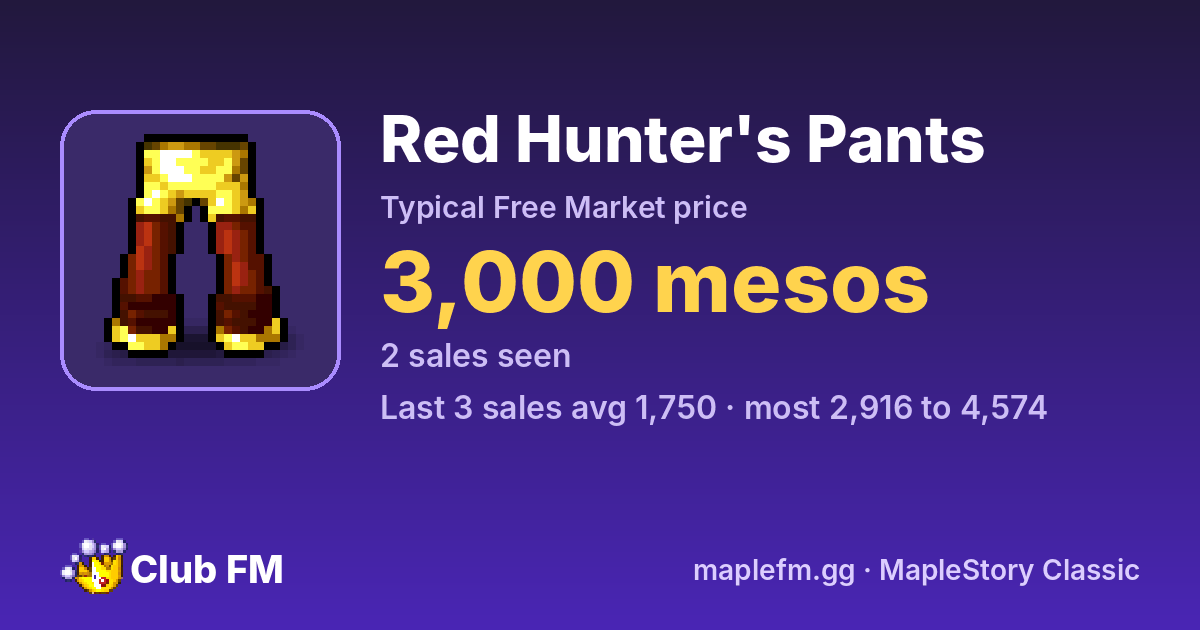 Red Hunter's Pants
Typical Free Market price
3,000 mesos
2 sales seen
Last 3 sales avg 1,750 · most 2,916 to 4,574
Club FM
maplefm.gg · MapleStory Classic